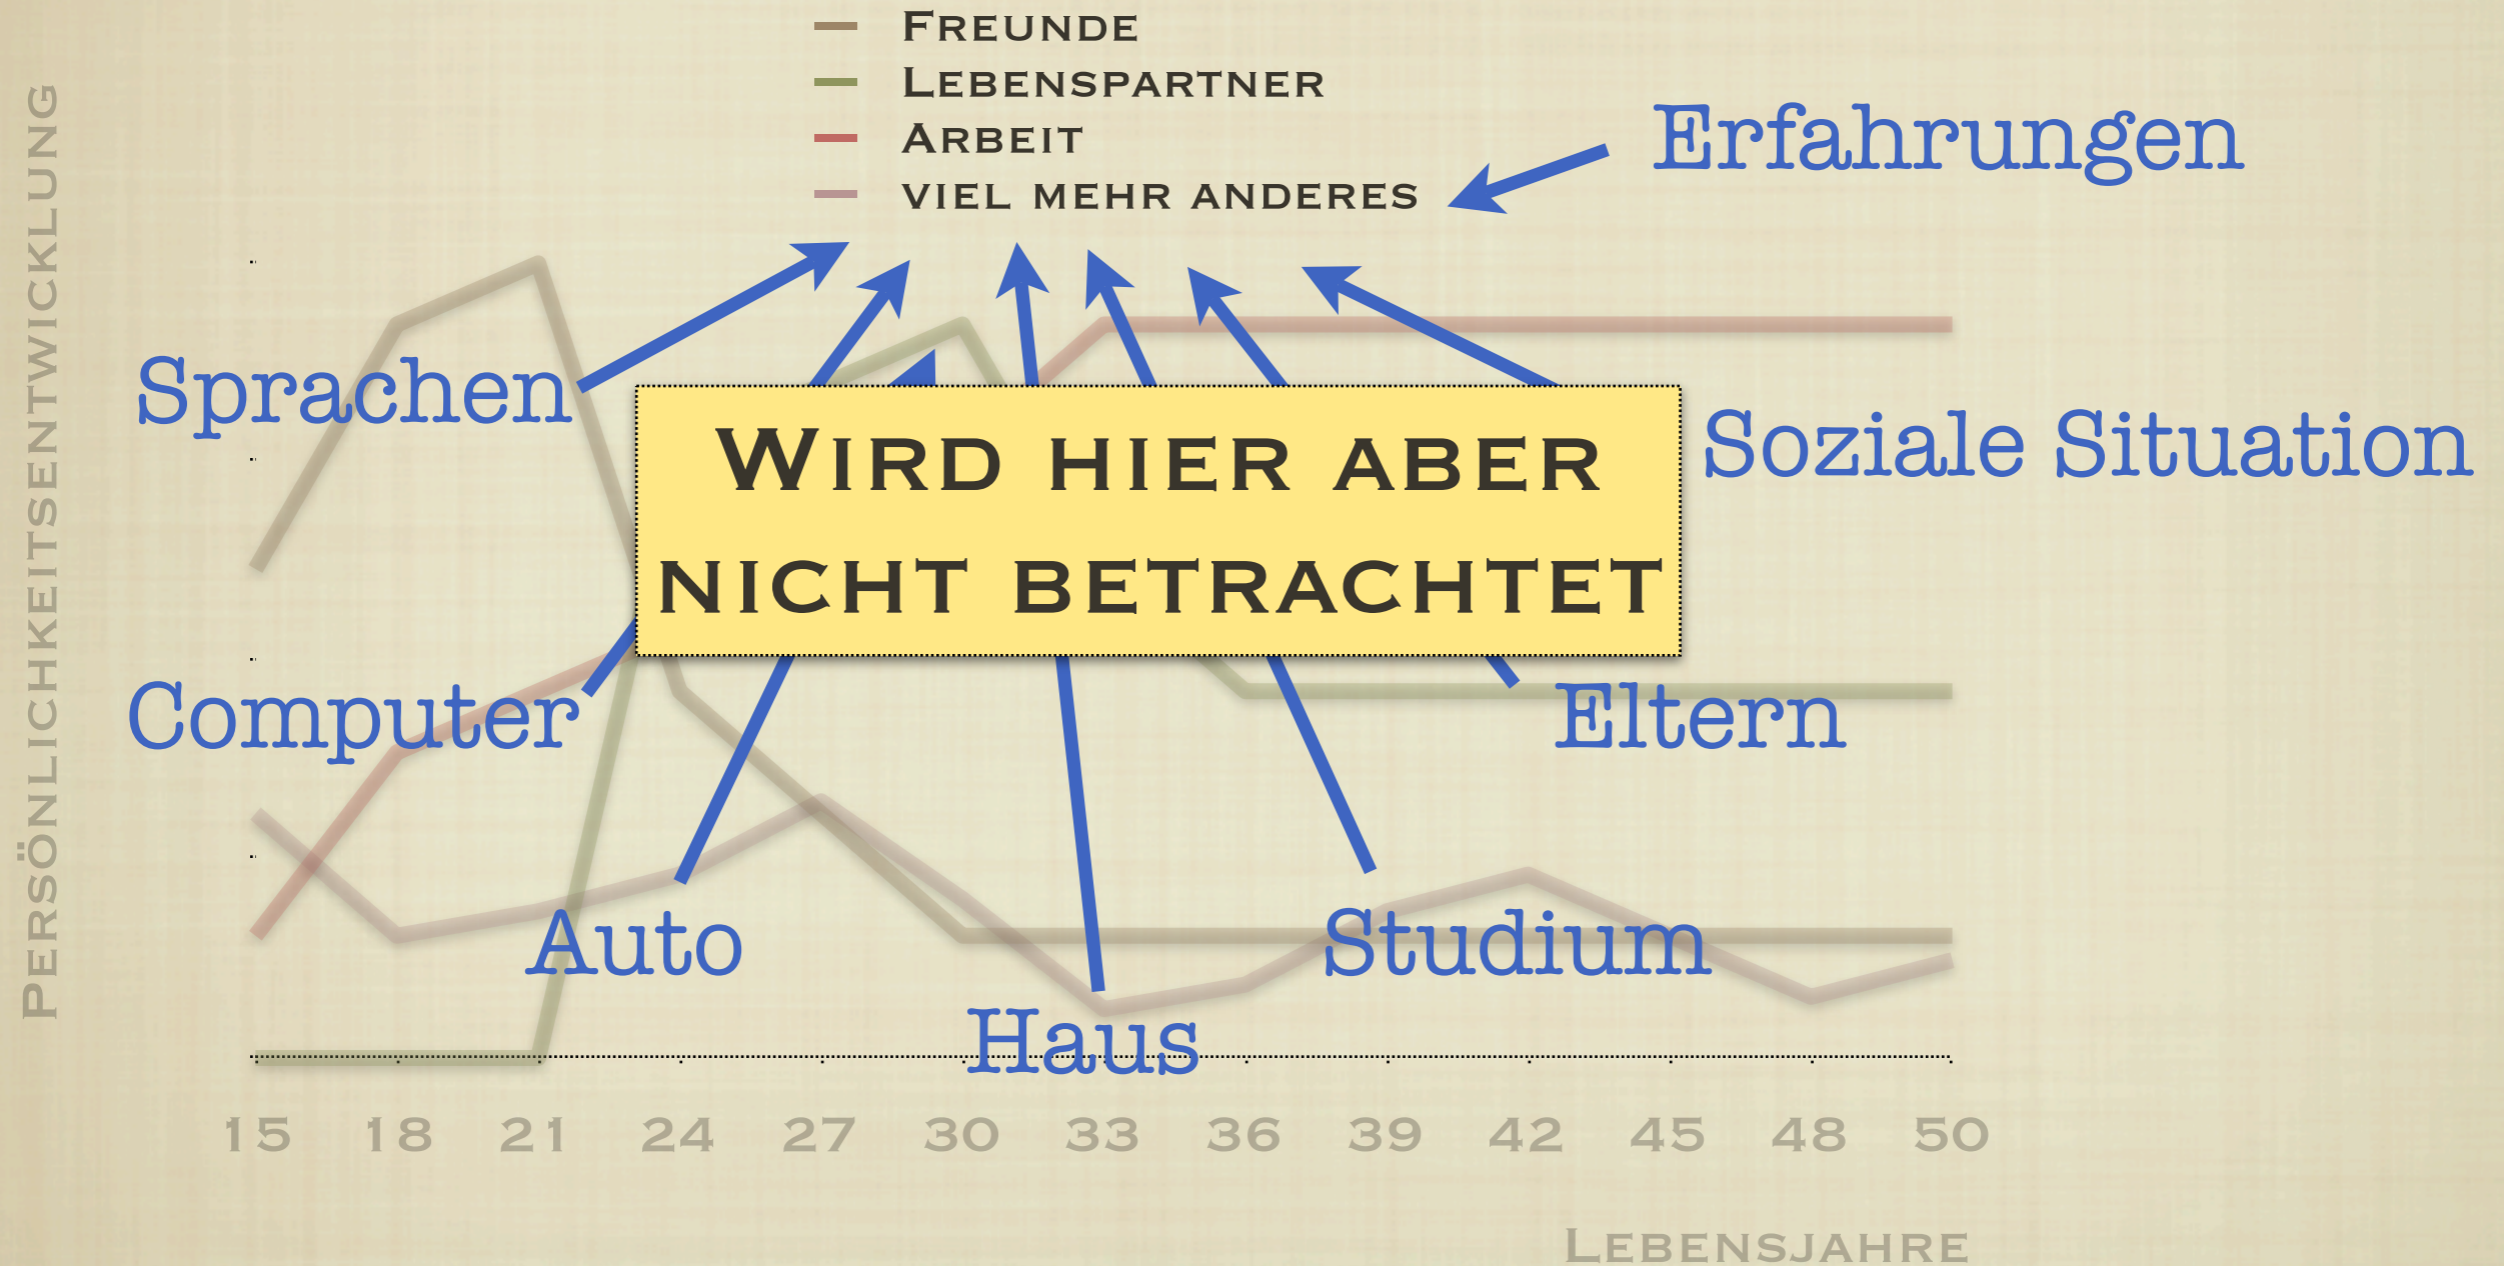 Freunde
Lebenspartner
Arbeit
viel mehr anderes
Erfahrungen
Persönlichkeitsentwicklung
Sprachen
Wird hier aber
nicht betrachtet
Soziale Situation
Computer
Eltern
Auto
Studium
Haus
15 18 21 24 27 30 33 36 39 42 45 48 50
Lebensjahre